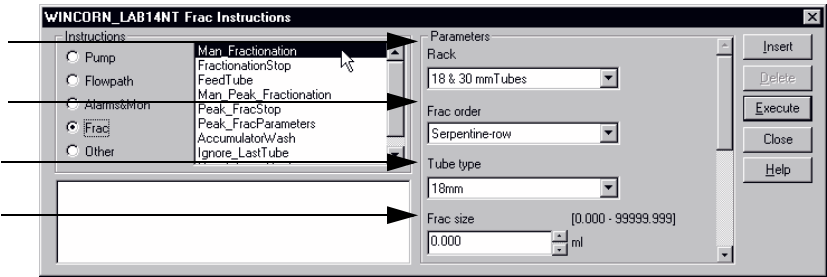 WINCORN_LAB14NT Frac Instructions
Instructions
Pump
Flowpath
Alarms&Mon
Frac
Other
Man_Fractionation
FractionationStop
FeedTube
Man_Peak_Fractionation
Peak_FracStop
Peak_FracParameters
AccumulatorWash
Ignore_LastTube
Parameters
Rack
18 & 30 mmTubes
Frac order
Serpentine-row
Tube type
18mm
Frac size [0.000 - 99999.999]
0.000 ml
Insert
Delete
Execute
Close
Help